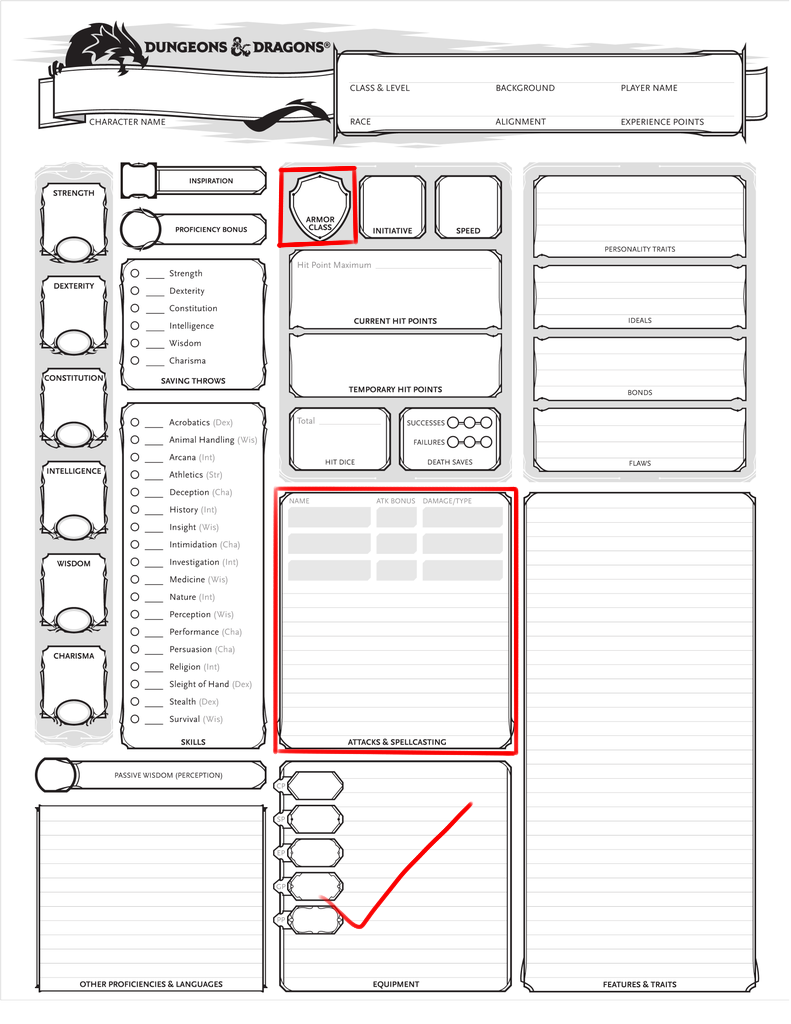 DUNGEONS & DRAGONS®
CHARACTER NAME
CLASS & LEVEL BACKGROUND PLAYER NAME
RACE ALIGNMENT EXPERIENCE POINTS
STRENGTH
DEXTERITY
CONSTITUTION
INTELLIGENCE
WISDOM
CHARISMA
INSPIRATION
PROFICIENCY BONUS
Strength
Dexterity
Constitution
Intelligence
Wisdom
Charisma
SAVING THROWS
Acrobatics (Dex)
Animal Handling (Wis)
Arcana (Int)
Athletics (Str)
Deception (Cha)
History (Int)
Insight (Wis)
Intimidation (Cha)
Investigation (Int)
Medicine (Wis)
Nature (Int)
Perception (Wis)
Performance (Cha)
Persuasion (Cha)
Religion (Int)
Sleight of Hand (Dex)
Stealth (Dex)
Survival (Wis)
SKILLS
PASSIVE WISDOM (PERCEPTION)
OTHER PROFICIENCIES & LANGUAGES
ARMOR
CLASS
INITIATIVE
SPEED
Hit Point Maximum
CURRENT HIT POINTS
TEMPORARY HIT POINTS
Total
HIT DICE
SUCCESSES
FAILURES
DEATH SAVES
NAME ATK BONUS DAMAGE/TYPE
ATTACKS & SPELLCASTING
CP
SP
EP
GP
PP
EQUIPMENT
PERSONALITY TRAITS
IDEALS
BONDS
FLAWS
FEATURES & TRAITS